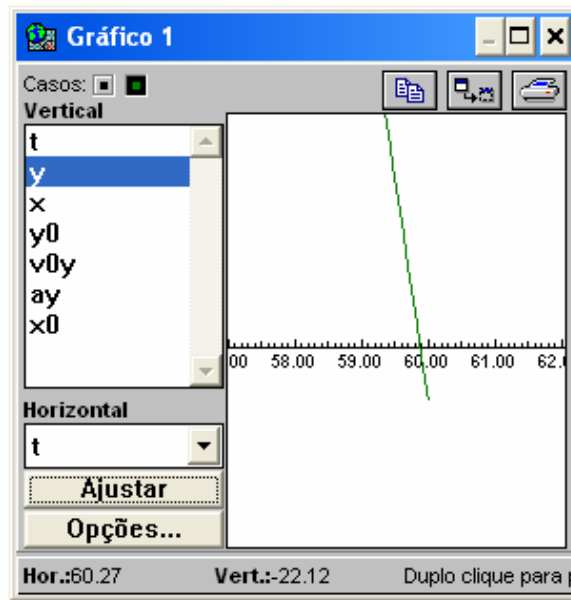 Gráfico 1
Casos:
Vertical
t
y
x
y0
v0y
ay
x0
00 58.00 59.00 60.00 61.00 62.
Horizontal
t
Ajustar
Opções...
Hor.:60.27 Vert.:-22.12 Duplo clique para